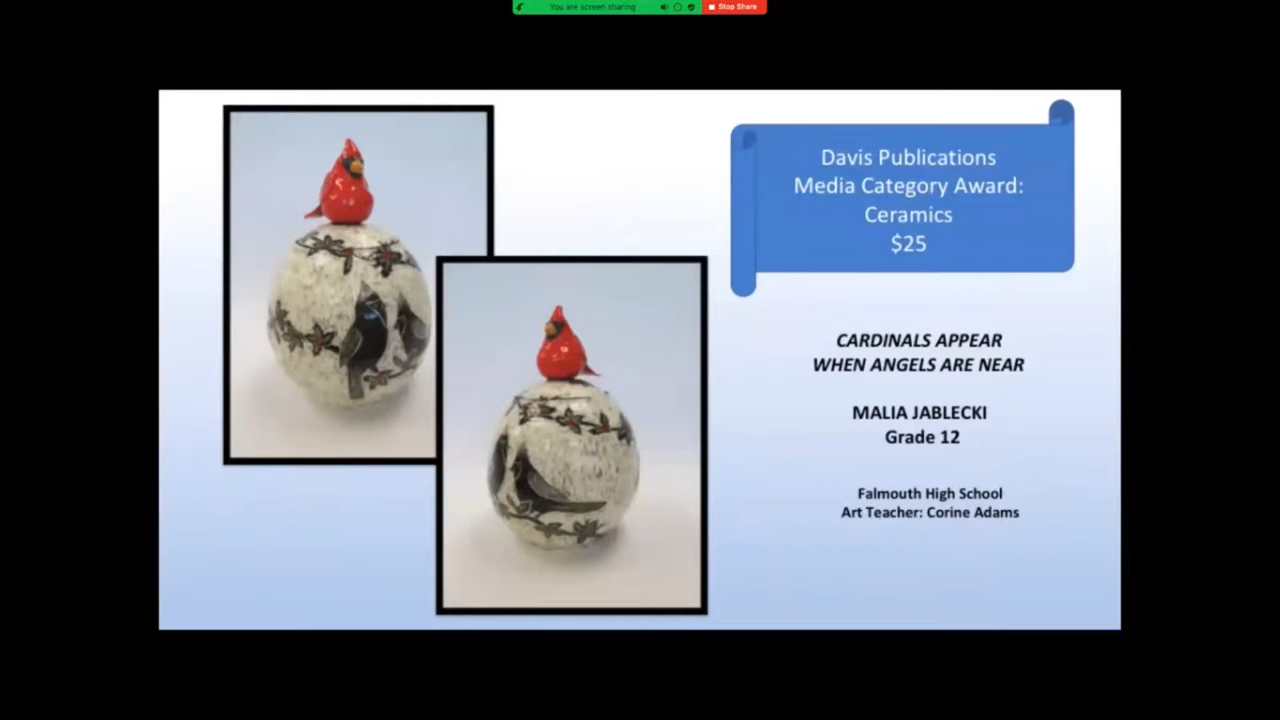 You are screen sharing
Stop Share
Davis Publications
Media Category Award:
Ceramics
$25
CARDINALS APPEAR
WHEN ANGELS ARE NEAR
MALIA JABLECKI
Grade 12
Falmouth High School
Art Teacher: Corine Adams